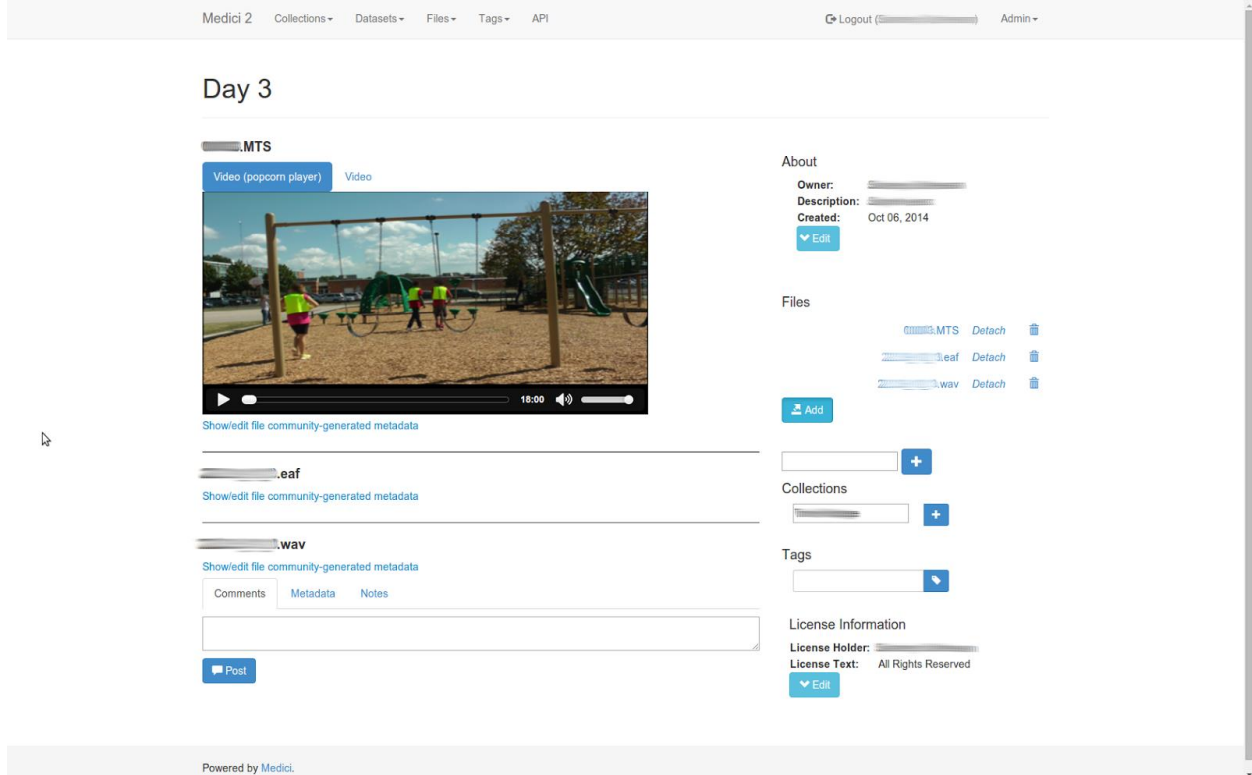 Medici 2 Collections Datasets Files Tags API Logout ( ) Admin
Day 3
.MTS
Video (popcorn player) Video
18:00
Show/edit file community-generated metadata
.eaf
Show/edit file community-generated metadata
.wav
Show/edit file community-generated metadata
Comments Metadata Notes
Post
About
Owner:
Description:
Created: Oct 06, 2014
Edit
Files
.MTS Detach
.eaf Detach
.wav Detach
Add
Collections
Tags
License Information
License Holder:
License Text: All Rights Reserved
Edit
Powered by Medici.